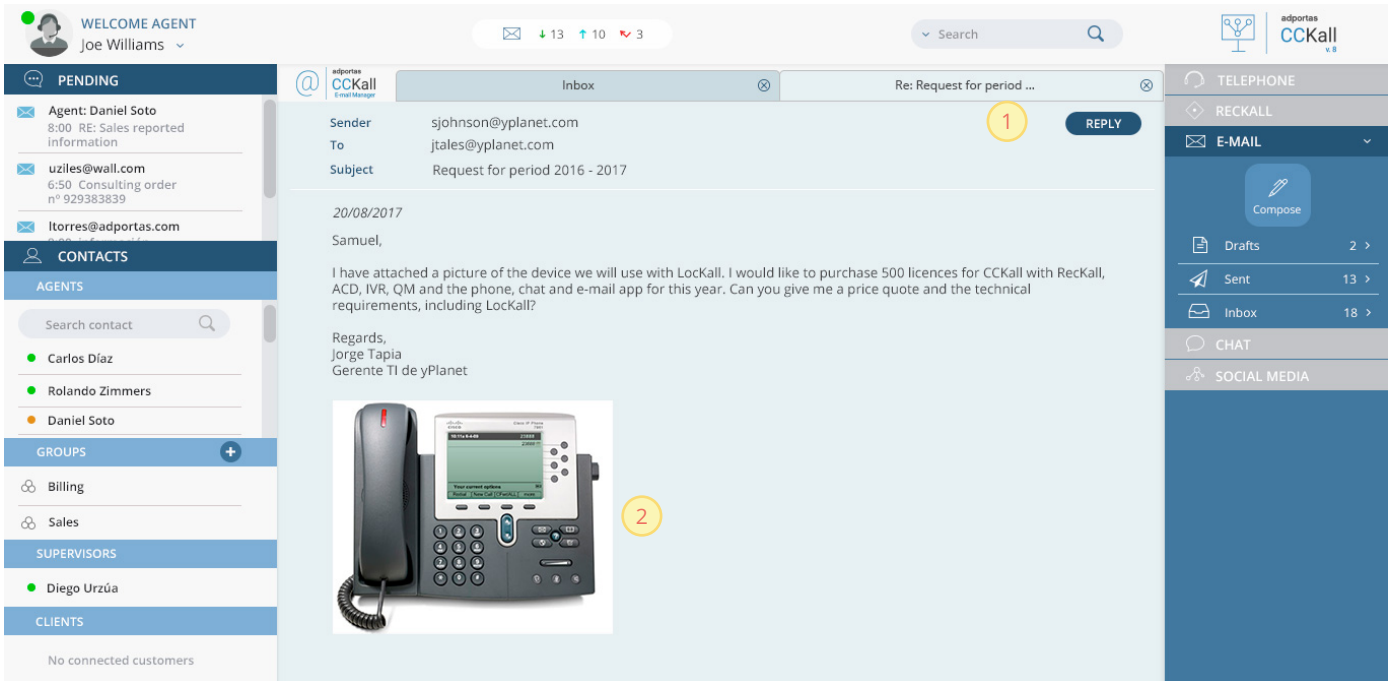 WELCOME AGENT
Joe Williams
13 10 3
Search
adportas
CCKall
v. 8
PENDING
Agent: Daniel Soto
8:00 RE: Sales reported
information
uziles@wall.com
6:50 Consulting order
nº 929383839
ltorres@adportas.com
CONTACTS
AGENTS
Search contact
Carlos Díaz
Rolando Zimmers
Daniel Soto
GROUPS
Billing
Sales
SUPERVISORS
Diego Urzúa
CLIENTS
No connected customers
@
adportas
CCKall
E-mail Manager
Inbox
Re: Request for period ...
1
REPLY
Sender sjohnson@yplanet.com
To jtales@yplanet.com
Subject Request for period 2016 - 2017
20/08/2017
Samuel,
I have attached a picture of the device we will use with LocKall. I would like to purchase 500 licences for CCKall with RecKall,
ACD, IVR, QM and the phone, chat and e-mail app for this year. Can you give me a price quote and the technical
requirements, including LocKall?
Regards,
Jorge Tapia
Gerente TI de yPlanet
Cisco IP Phone
Your current options
2
TELEPHONE
RECKALL
E-MAIL
Compose
Drafts 2 >
Sent 13 >
Inbox 18 >
CHAT
SOCIAL MEDIA